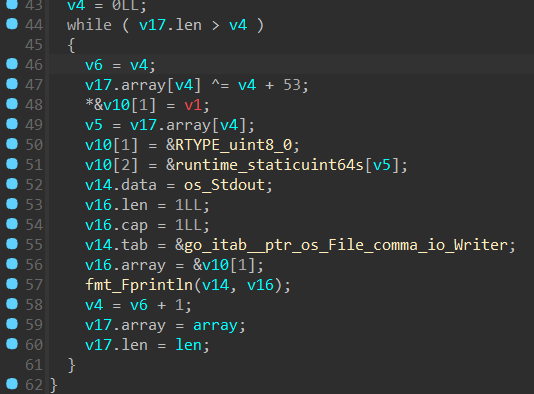 43 v4 = 0LL;
44 while ( v17.len > v4 )
45 {
46 v6 = v4;
47 v17.array[v4] ^= v4 + 53;
48 *&v10[1] = v1;
49 v5 = v17.array[v4];
50 v10[1] = &RTYPE_uint8_0;
51 v10[2] = &runtime_staticuint64s[v5];
52 v14.data = os_Stdout;
53 v16.len = 1LL;
54 v16.cap = 1LL;
55 v14.tab = &go_itab__ptr_os_File_comma_io_Writer;
56 v16.array = &v10[1];
57 fmt_Fprintln(v14, v16);
58 v4 = v6 + 1;
59 v17.array = array;
60 v17.len = len;
61 }
62 }